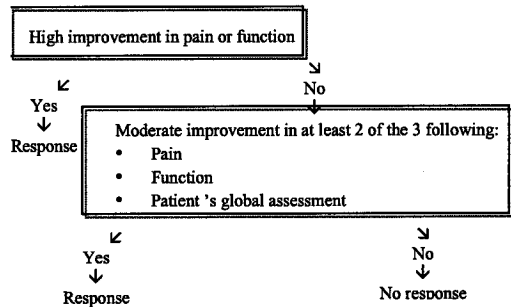 High improvement in pain or function
Yes
No
Response
Moderate improvement in at least 2 of the 3 following:
• Pain
• Function
• Patient 's global assessment
Yes
No
Response
No response